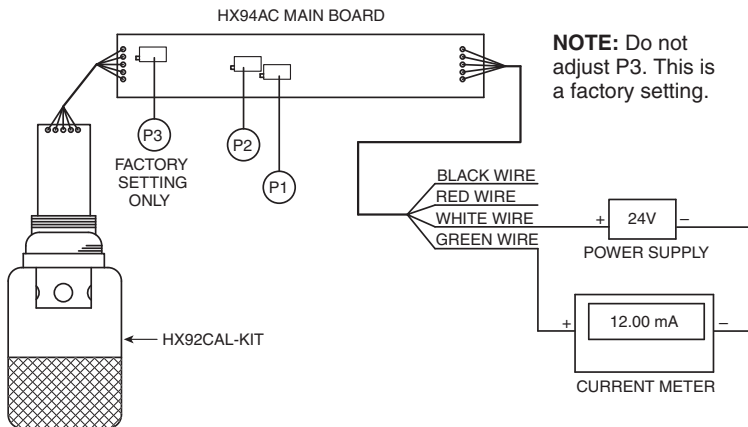 HX94AC MAIN BOARD
NOTE: Do not
adjust P3. This is
a factory setting.
P3
P2
P1
FACTORY
SETTING
ONLY
BLACK WIRE
RED WIRE
WHITE WIRE
GREEN WIRE
+ 24V –
POWER SUPPLY
+ 12.00 mA –
CURRENT METER
HX92CAL-KIT